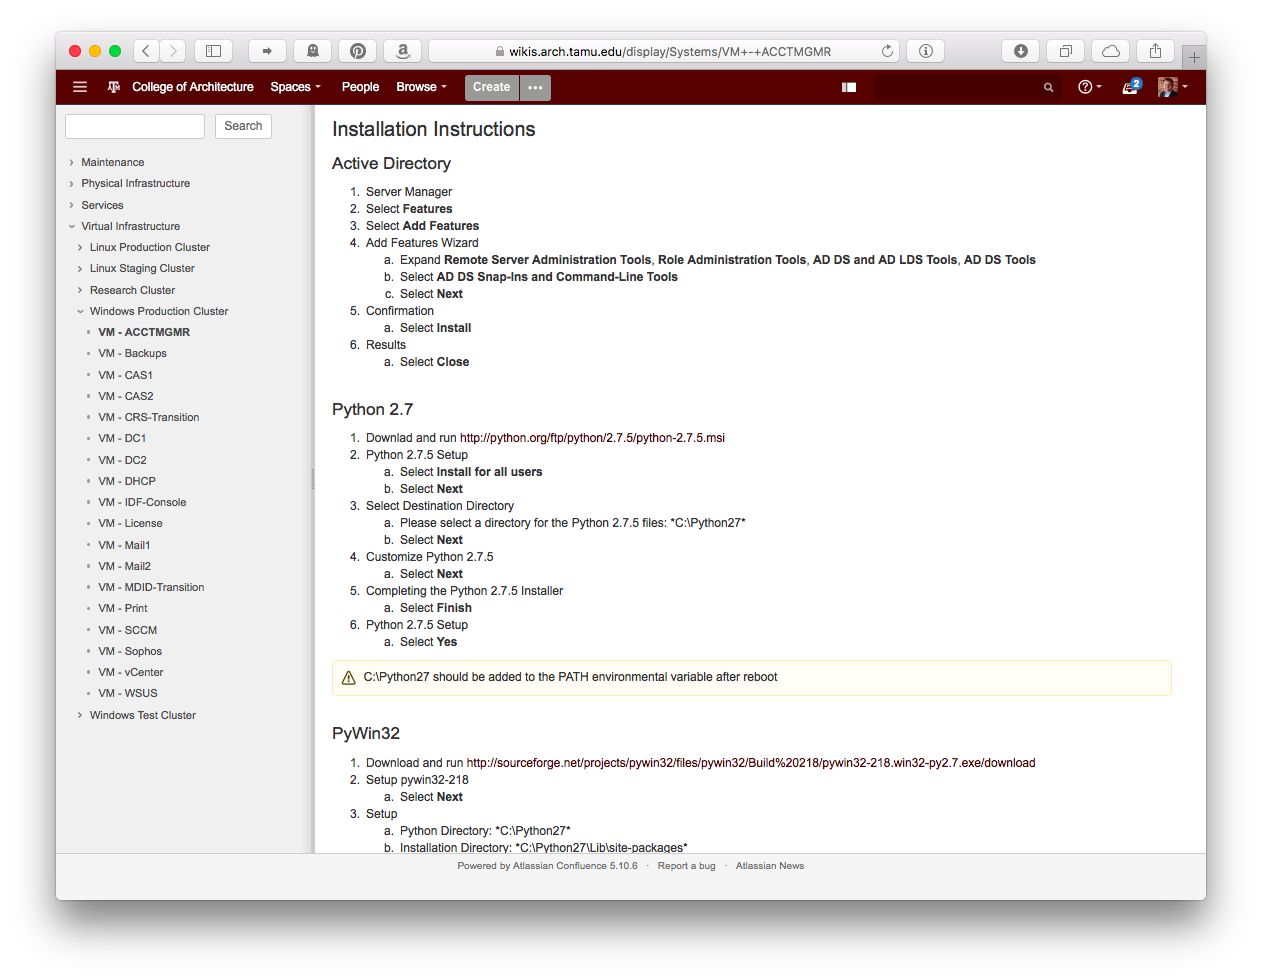 wikis.arch.tamu.edu/display/Systems/VM+-+ACCTMGMR
College of Architecture Spaces People Browse Create ••• 2
Search
Maintenance
Physical Infrastructure
Services
Virtual Infrastructure
Linux Production Cluster
Linux Staging Cluster
Research Cluster
Windows Production Cluster
VM - ACCTMGMR
VM - Backups
VM - CAS1
VM - CAS2
VM - CRS-Transition
VM - DC1
VM - DC2
VM - DHCP
VM - IDF-Console
VM - License
VM - Mail1
VM - Mail2
VM - MDID-Transition
VM - Print
VM - SCCM
VM - Sophos
VM - vCenter
VM - WSUS
Windows Test Cluster
Installation Instructions
Active Directory
1. Server Manager
2. Select Features
3. Select Add Features
4. Add Features Wizard
a. Expand Remote Server Administration Tools, Role Administration Tools, AD DS and AD LDS Tools, AD DS Tools
b. Select AD DS Snap-Ins and Command-Line Tools
c. Select Next
5. Confirmation
a. Select Install
6. Results
a. Select Close
Python 2.7
1. Downlad and run http://python.org/ftp/python/2.7.5/python-2.7.5.msi
2. Python 2.7.5 Setup
a. Select Install for all users
b. Select Next
3. Select Destination Directory
a. Please select a directory for the Python 2.7.5 files: *C:\Python27*
b. Select Next
4. Customize Python 2.7.5
a. Select Next
5. Completing the Python 2.7.5 Installer
a. Select Finish
6. Python 2.7.5 Setup
a. Select Yes
C:\Python27 should be added to the PATH environmental variable after reboot
PyWin32
1. Download and run http://sourceforge.net/projects/pywin32/files/pywin32/Build%20218/pywin32-218.win32-py2.7.exe/download
2. Setup pywin32-218
a. Select Next
3. Setup
a. Python Directory: *C:\Python27*
b. Installation Directory: *C:\Python27\Lib\site-packages*
Powered by Atlassian Confluence 5.10.6 · Report a bug · Atlassian News